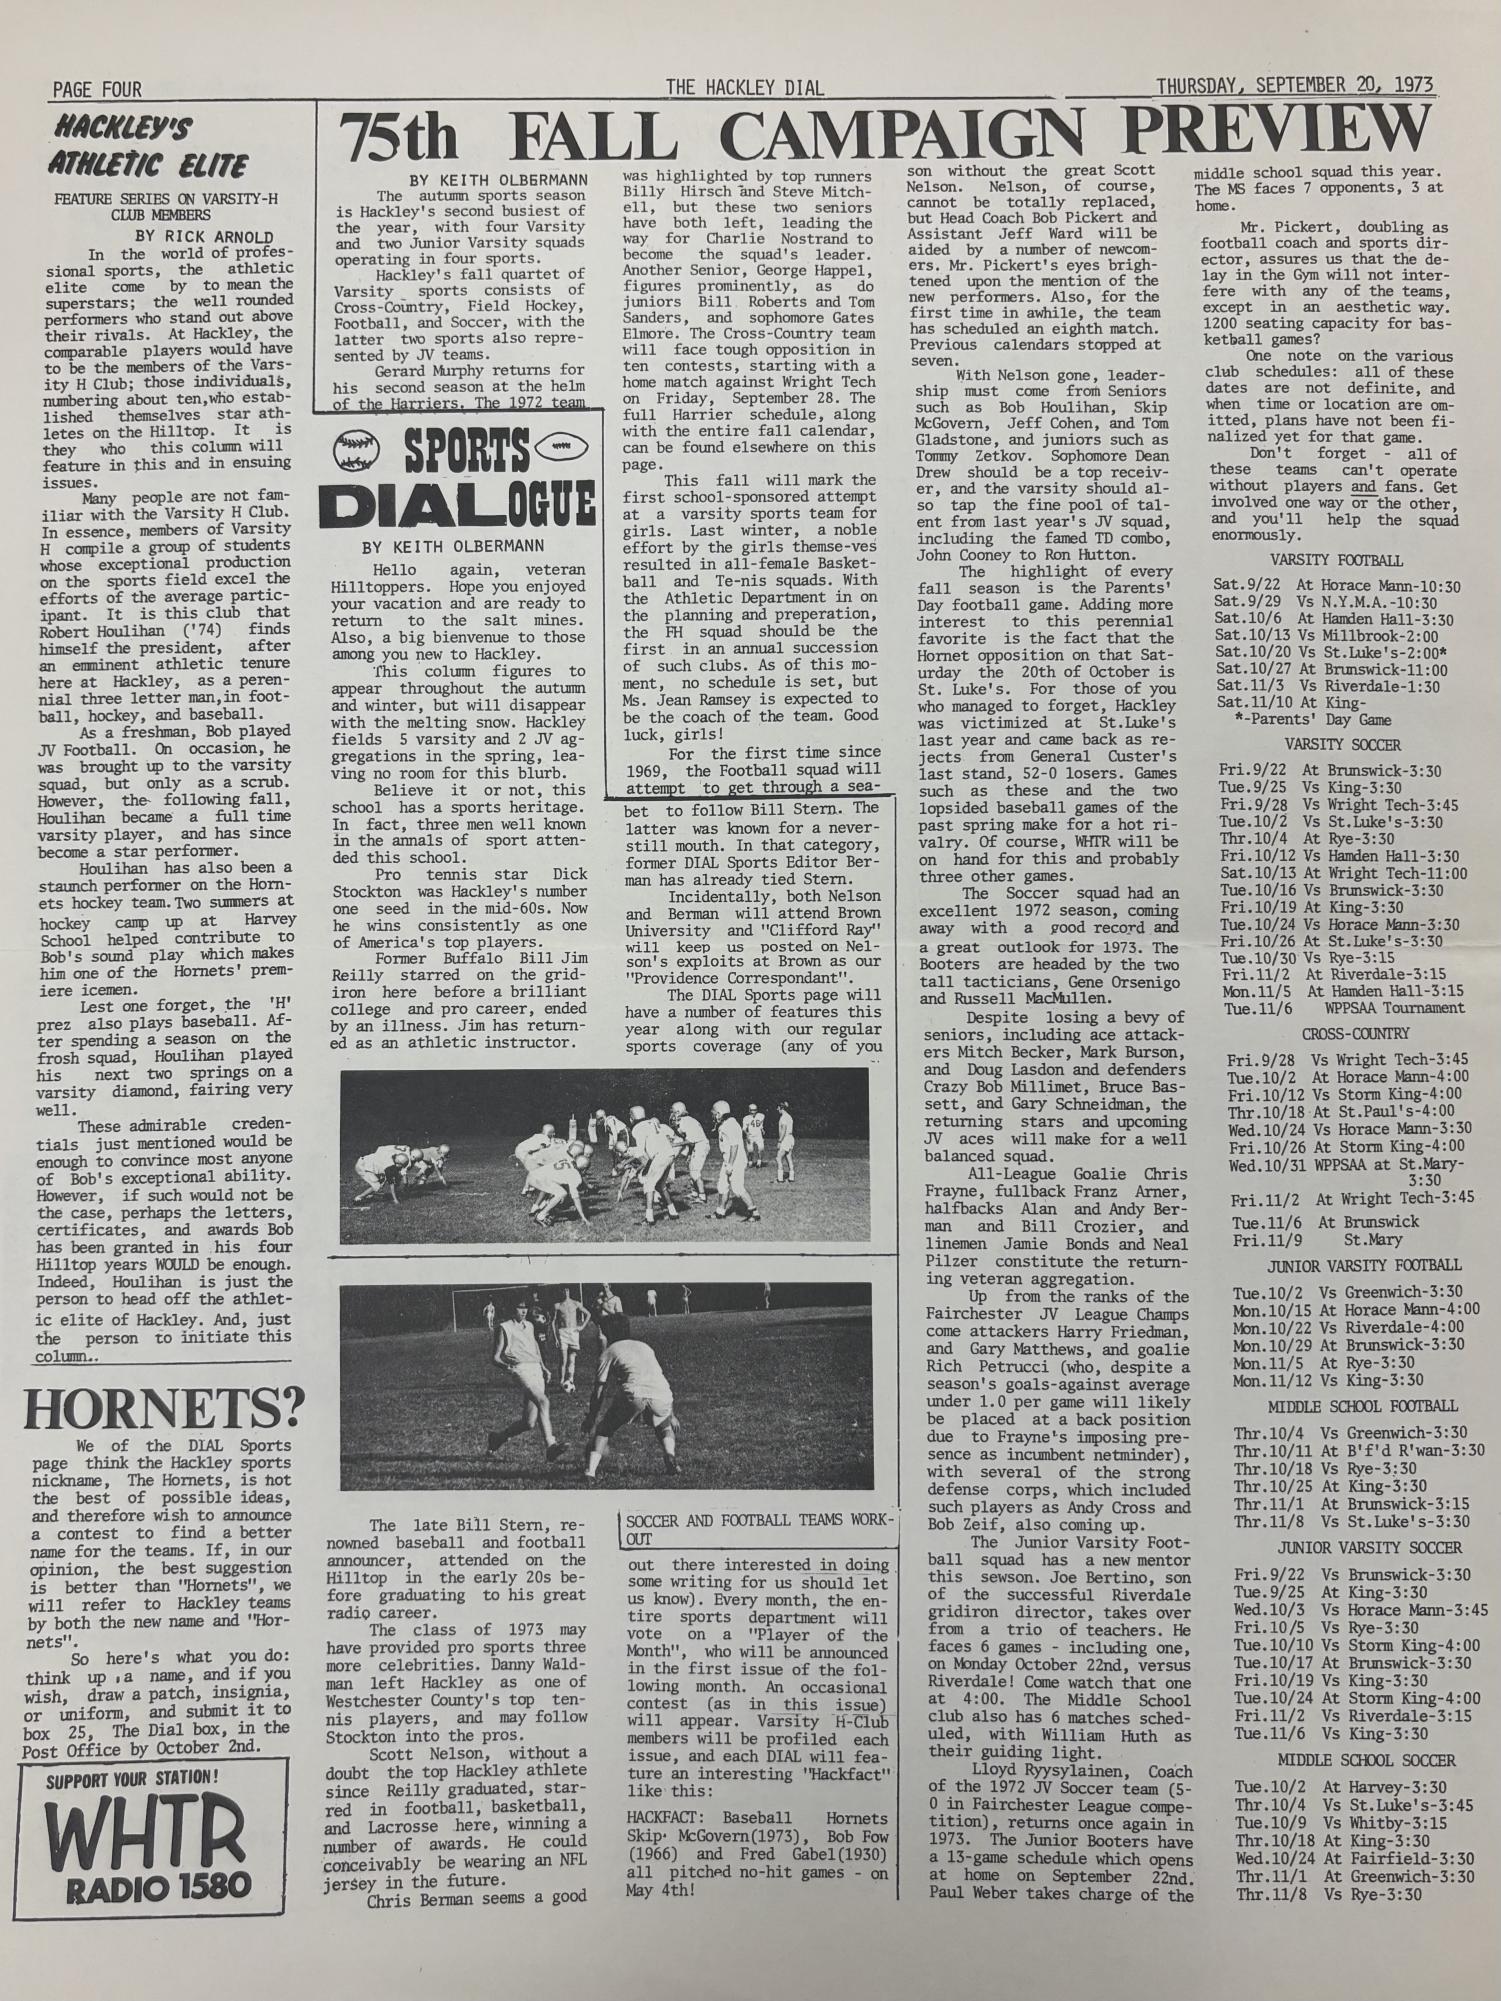 PAGE FOUR
THE HACKLEY DIAL
THURSDAY, SEPTEMBER 20, 1973
HACKLEY'S
ATHLETIC ELITE
FEATURE SERIES ON VARSITY-H
CLUB MEMBERS
BY RICK ARNOLD
In the world of profes-
sional sports, the athletic
elite come by to mean the
superstars; the well rounded
performers who stand out above
their rivals. At Hackley, the
comparable players would have
to be the members of the Vars-
ity H Club; those individuals,
numbering about ten,who estab-
lished themselves star ath-
letes on the Hilltop. It is
they who this column will
feature in this and in ensuing
issues.
Many people are not fam-
iliar with the Varsity H Club.
In essence, members of Varsity
H compile a group of students
whose exceptional production
on the sports field excel the
efforts of the average partic-
ipant. It is this club that
Robert Houlihan ('74) finds
himself the president, after
an emminent athletic tenure
here at Hackley, as a peren-
nial three letter man,in foot-
ball, hockey, and baseball.
As a freshman, Bob played
JV Football. On occasion, he
was brought up to the varsity
squad, but only as a scrub.
However, the following fall,
Houlihan became a full time
varsity player, and has since
become a star performer.
Houlihan has also been a
staunch performer on the Horn-
ets hockey team. Two summers at
hockey camp up at Harvey
School helped contribute to
Bob's sound play which makes
him one of the Hornets' prem-
iere icemen.
Lest one forget, the 'H'
prez also plays baseball. Af-
ter spending a season on the
frosh squad, Houlihan played
his next two springs on a
varsity diamond, fairing very
well.
These admirable creden-
tials just mentioned would be
enough to convince most anyone
of Bob's exceptional ability.
However, if such would not be
the case, perhaps the letters,
certificates, and awards Bob
has been granted in his four
Hilltop years WOULD be enough.
Indeed, Houlihan is just the
person to head off the athlet-
ic elite of Hackley. And, just
the person to initiate this
column..
HORNETS?
We of the DIAL Sports
page think the Hackley sports
nickname, The Hornets, is not
the best of possible ideas,
and therefore wish to announce
a contest to find a better
name for the teams. If, in our
opinion, the best suggestion
is better than "Hornets", we
will refer to Hackley teams
by both the new name and "Hor-
nets".
So here's what you do:
think up a name, and if you
wish, draw a patch, insignia,
or uniform, and submit it to
box 25, The Dial box, in the
Post Office by October 2nd.
SUPPORT YOUR STATION!
WHTR
RADIO 1580
75th FALL CAMPAIGN PREVIEW
BY KEITH OLBERMANN
The autumn sports season
is Hackley's second busiest of
the year, with four Varsity
and two Junior Varsity squads
operating in four sports.
Hackley's fall quartet of
Varsity sports consists of
Cross-Country, Field Hockey,
Football, and Soccer, with the
latter two sports also repre-
sented by JV teams.
Gerard Murphy returns for
his second season at the helm
of the Harriers. The 1972 team
was highlighted by top runners
Billy Hirsch and Steve Mitch-
ell, but these two seniors
have both left, leading the
way for Charlie Nostrand to
become the squad's leader.
Another Senior, George Happel,
figures prominently, as do
juniors Bill Roberts and Tom
Sanders, and sophomore Gates
Elmore. The Cross-Country team
will face tough opposition in
ten contests, starting with a
home match against Wright Tech
on Friday, September 28. The
full Harrier schedule, along
with the entire fall calendar,
can be found elsewhere on this
page.
This fall will mark the
first school-sponsored attempt
at a varsity sports team for
girls. Last winter, a noble
effort by the girls themse-ves
resulted in all-female Basket-
ball and Te-nis squads. With
the Athletic Department in on
the planning and preperation,
the FH squad should be the
first in an annual succession
of such clubs. As of this mo-
ment, no schedule is set, but
Ms. Jean Ramsey is expected to
be the coach of the team. Good
luck, girls!
For the first time since
1969, the Football squad will
attempt to get through a sea-
son without the great Scott
Nelson. Nelson, of course,
cannot be totally replaced,
but Head Coach Bob Pickert and
Assistant Jeff Ward will be
aided by a number of newcom-
ers. Mr. Pickert's eyes brigh-
tened upon the mention of the
new performers. Also, for the
first time in awhile, the team
has scheduled an eighth match.
Previous calendars stopped at
seven.
With Nelson gone, leader-
ship must come from Seniors
such as Bob Houlihan, Skip
McGovern, Jeff Cohen, and Tom
Gladstone, and juniors such as
Tommy Zetkov. Sophomore Dean
Drew should be a top receiv-
er, and the varsity should al-
so tap the fine pool of tal-
ent from last year's JV squad,
including the famed TD combo,
John Cooney to Ron Hutton.
The highlight of every
fall season is the Parents'
Day football game. Adding more
interest to this perennial
favorite is the fact that the
Hornet opposition on that Sat-
urday the 20th of October is
St. Luke's. For those of you
who managed to forget, Hackley
was victimized at St.Luke's
last year and came back as re-
jects from General Custer's
last stand, 52-0 losers. Games
such as these and the two
lopsided baseball games of the
past spring make for a hot ri-
valry. Of course, WHTR will be
on hand for this and probably
three other games.
The Soccer squad had an
excellent 1972 season, coming
away with a good record and
a great outlook for 1973. The
Booters are headed by the two
tall tacticians, Gene Orsenigo
and Russell MacMullen.
Despite losing a bevy of
seniors, including ace attack-
ers Mitch Becker, Mark Burson,
and Doug Lasdon and defenders
Crazy Bob Millimet, Bruce Bas-
sett, and Gary Schneidman, the
returning stars and upcoming
JV aces will make for a well
balanced squad.
All-League Goalie Chris
Frayne, fullback Franz Arner,
halfbacks Alan and Andy Ber-
man and Bill Crozier, and
linemen Jamie Bonds and Neal
Pilzer constitute the return-
ing veteran aggregation.
Up from the ranks of the
Fairchester JV League Champs
come attackers Harry Friedman,
and Gary Matthews, and goalie
Rich Petrucci (who, despite a
season's goals-against average
under 1.0 per game will likely
be placed at a back position
due to Frayne's imposing pre-
sence as incumbent netminder),
with several of the strong
defense corps, which included
such players as Andy Cross and
Bob Zeif, also coming up.
The Junior Varsity Foot-
ball squad has a new mentor
this sewson. Joe Bertino, son
of the successful Riverdale
gridiron director, takes over
from a trio of teachers. He
faces 6 games - including one,
on Monday October 22nd, versus
Riverdale! Come watch that one
at 4:00. The Middle School
club also has 6 matches sched-
uled, with William Huth as
their guiding light.
Lloyd Ryysylainen, Coach
of the 1972 JV Soccer team (5-
0 in Fairchester League compe-
tition), returns once again in
1973. The Junior Booters have
a 13-game schedule which opens
at home on September 22nd.
Paul Weber takes charge of the
middle school squad this year.
The MS faces 7 opponents, 3 at
home.
Mr. Pickert, doubling as
football coach and sports dir-
ector, assures us that the de-
lay in the Gym will not inter-
fere with any of the teams,
except in an aesthetic way.
1200 seating capacity for bas-
ketball games?
One note on the various
club schedules: all of these
dates are not definite, and
when time or location are om-
itted, plans have not been fi-
nalized yet for that game.
Don't forget - all of
these teams can't operate
without players and fans. Get
involved one way or the other,
and you'll help the squad
enormously.
VARSITY FOOTBALL
Sat.9/22 At Horace Mann-10:30
Sat.9/29 Vs N.Y.M.A.-10:30
Sat.10/6 At Hamden Hall-3:30
Sat.10/13 Vs Millbrook-2:00
Sat.10/20 Vs St.Luke's-2:00*
Sat.10/27 At Brunswick-11:00
Sat.11/3 Vs Riverdale-1:30
Sat.11/10 At King-
*-Parents' Day Game
VARSITY SOCCER
Fri.9/22 At Brunswick-3:30
Tue.9/25 Vs King-3:30
Fri.9/28 Vs Wright Tech-3:45
Tue.10/2 Vs St.Luke's-3:30
Thr.10/4 At Rye-3:30
Fri.10/12 Vs Hamden Hall-3:30
Sat.10/13 At Wright Tech-11:00
Tue.10/16 Vs Brunswick-3:30
Fri.10/19 At King-3:30
Tue.10/24 Vs Horace Mann-3:30
Fri.10/26 At St.Luke's-3:30
Tue.10/30 Vs Rye-3:15
Fri.11/2 At Riverdale-3:15
Mon.11/5 At Hamden Hall-3:15
Tue.11/6 WPPSAA Tournament
CROSS-COUNTRY
Fri.9/28 Vs Wright Tech-3:45
Tue.10/2 At Horace Mann-4:00
Fri.10/12 Vs Storm King-4:00
Thr.10/18 At St.Paul's-4:00
Wed.10/24 Vs Horace Mann-3:30
Fri.10/26 At Storm King-4:00
Wed.10/31 WPPSAA at St.Mary-
3:30
Fri.11/2 At Wright Tech-3:45
Tue.11/6 At Brunswick
Fri.11/9 St.Mary
JUNIOR VARSITY FOOTBALL
Tue.10/2 Vs Greenwich-3:30
Mon.10/15 At Horace Mann-4:00
Mon.10/22 Vs Riverdale-4:00
Mon.10/29 At Brunswick-3:30
Mon.11/5 At Rye-3:30
Mon.11/12 Vs King-3:30
MIDDLE SCHOOL FOOTBALL
Thr.10/4 Vs Greenwich-3:30
Thr.10/11 At B'f'd R'wan-3:30
Thr.10/18 Vs Rye-3:30
Thr.10/25 At King-3:30
Thr.11/1 At Brunswick-3:15
Thr.11/8 Vs St.Luke's-3:30
JUNIOR VARSITY SOCCER
Fri.9/22 Vs Brunswick-3:30
Tue.9/25 At King-3:30
Wed.10/3 Vs Horace Mann-3:45
Fri.10/5 Vs Rye-3:30
Tue.10/10 Vs Storm King-4:00
Tue.10/17 At Brunswick-3:30
Fri.10/19 Vs King-3:30
Tue.10/24 At Storm King-4:00
Fri.11/2 Vs Riverdale-3:15
Tue.11/6 Vs King-3:30
MIDDLE SCHOOL SOCCER
Tue.10/2 At Harvey-3:30
Thr.10/4 Vs St.Luke's-3:45
Tue.10/9 Vs Whitby-3:15
Thr.10/18 At King-3:30
Wed.10/24 At Fairfield-3:30
Thr.11/1 At Greenwich-3:30
Thr.11/8 Vs Rye-3:30
SPORTS
DIALOGUE
BY KEITH OLBERMANN
Hello again, veteran
Hilltoppers. Hope you enjoyed
your vacation and are ready to
return to the salt mines.
Also, a big bienvenue to those
among you new to Hackley.
This column figures to
appear throughout the autumn
and winter, but will disappear
with the melting snow. Hackley
fields 5 varsity and 2 JV ag-
gregations in the spring, lea-
ving no room for this blurb.
Believe it or not, this
school has a sports heritage.
In fact, three men well known
in the annals of sport atten-
ded this school.
Pro tennis star Dick
Stockton was Hackley's number
one seed in the mid-60s. Now
he wins consistently as one
of America's top players.
Former Buffalo Bill Jim
Reilly starred on the grid-
iron here before a brilliant
college and pro career, ended
by an illness. Jim has return-
ed as an athletic instructor.
The late Bill Stern, re-
nowned baseball and football
announcer, attended on the
Hilltop in the early 20s be-
fore graduating to his great
radio career.
The class of 1973 may
have provided pro sports three
more celebrities. Danny Wald-
man left Hackley as one of
Westchester County's top ten-
nis players, and may follow
Stockton into the pros.
Scott Nelson, without a
doubt the top Hackley athlete
since Reilly graduated, star-
red in football, basketball,
and Lacrosse here, winning a
number of awards. He could
conceivably be wearing an NFL
jersey in the future.
Chris Berman seems a good
bet to follow Bill Stern. The
latter was known for a never-
still mouth. In that category,
former DIAL Sports Editor Ber-
man has already tied Stern.
Incidentally, both Nelson
and Berman will attend Brown
University and "Clifford Ray"
will keep us posted on Nel-
son's exploits at Brown as our
"Providence Correspondant".
The DIAL Sports page will
have a number of features this
year along with our regular
sports coverage (any of you
SOCCER AND FOOTBALL TEAMS WORK-
OUT
out there interested in doing
some writing for us should let
us know). Every month, the en-
tire sports department will
vote on a "Player of the
Month", who will be announced
in the first issue of the fol-
lowing month. An occasional
contest (as in this issue)
will appear. Varsity H-Club
members will be profiled each
issue, and each DIAL will fea-
ture an interesting "Hackfact"
like this:
HACKFACT: Baseball Hornets
Skip McGovern(1973), Bob Fow
(1966) and Fred Gabel(1930)
all pitched no-hit games - on
May 4th!